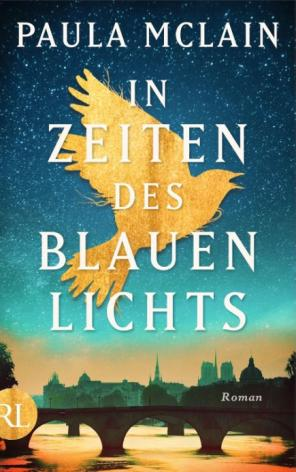 PAULA MCLAIN
IN
ZEITEN
DES
BLAUEN
LICHTS
Roman
RL